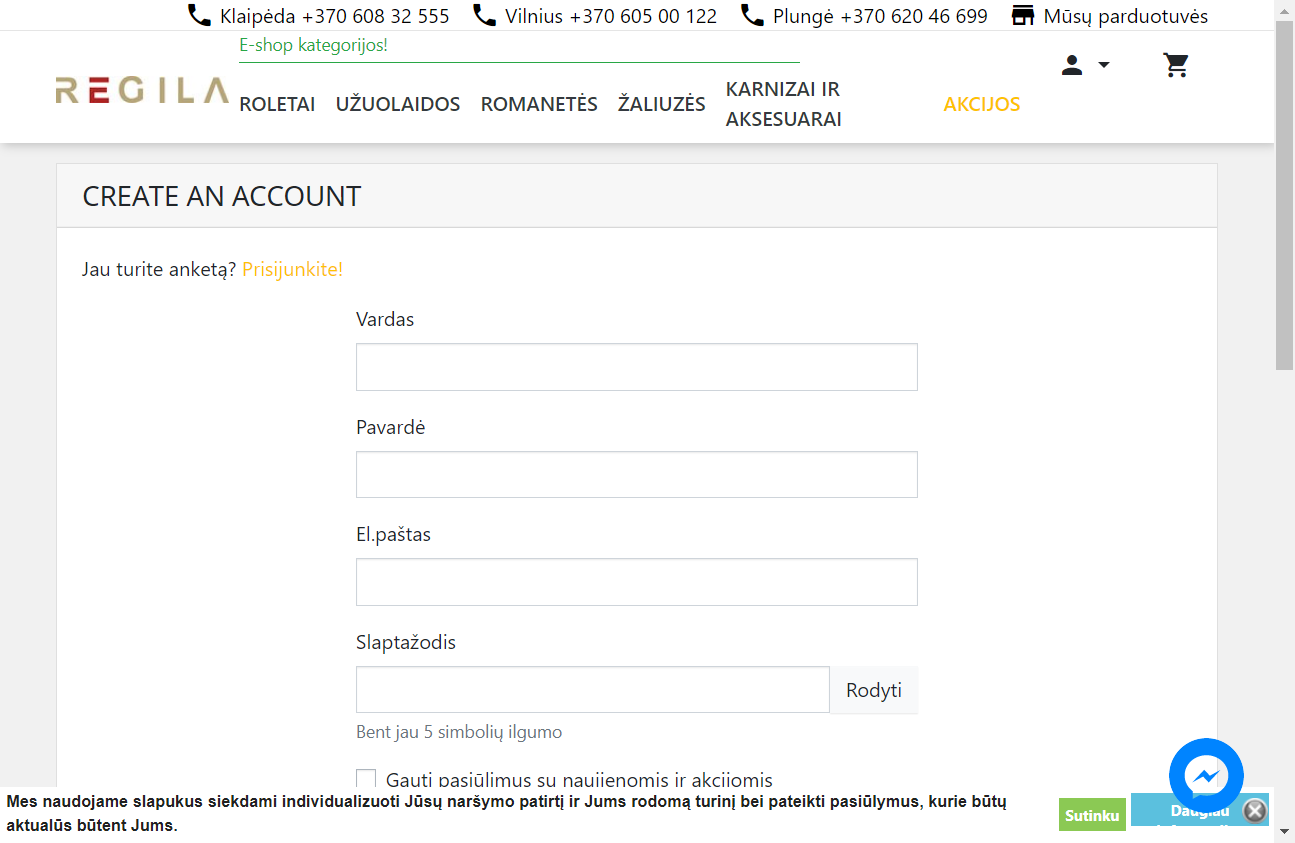 Klaipėda +370 608 32 555 Vilnius +370 605 00 122 Plungė +370 620 46 699 Mūsų parduotuvės
E-shop kategorijos!
REGILA
ROLETAI UŽUOLAIDOS ROMANETĖS ŽALIUZĖS KARNIZAI IR AKSESUARAI AKCIJOS
CREATE AN ACCOUNT
Jau turite anketą? Prisijunkite!
Vardas
Pavardė
El.paštas
Slaptažodis
Rodyti
Bent jau 5 simbolių ilgumo
Gauti pasiūlimus su naujienomis ir akcijomis
Mes naudojame slapukus siekdami individualizuoti Jūsų naršymo patirtį ir Jums rodomą turinį bei pateikti pasiūlymus, kurie būtų
aktualūs būtent Jums.
Sutinku
Daugiau